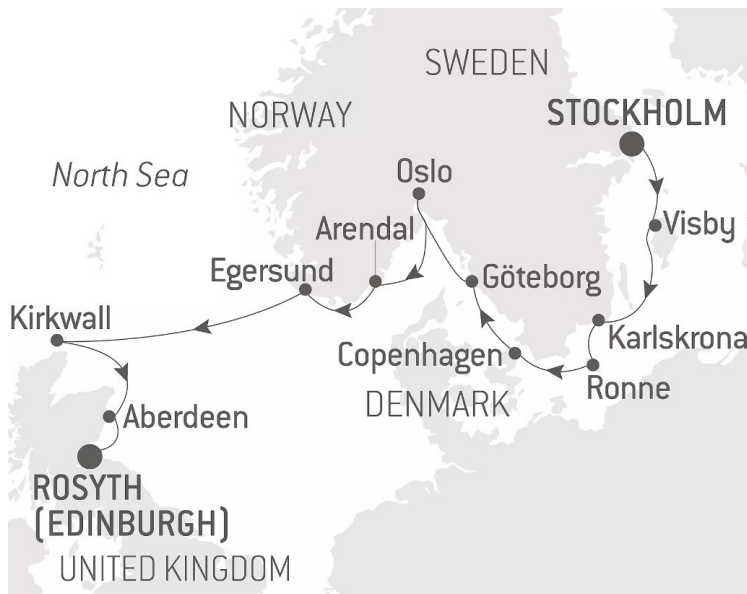 SWEDEN
NORWAY
STOCKHOLM
North Sea
Oslo
Visby
Arendal
Egersund
Göteborg
Kirkwall
Karlskrona
Copenhagen
Ronne
DENMARK
Aberdeen
ROSYTH
(EDINBURGH)
UNITED KINGDOM